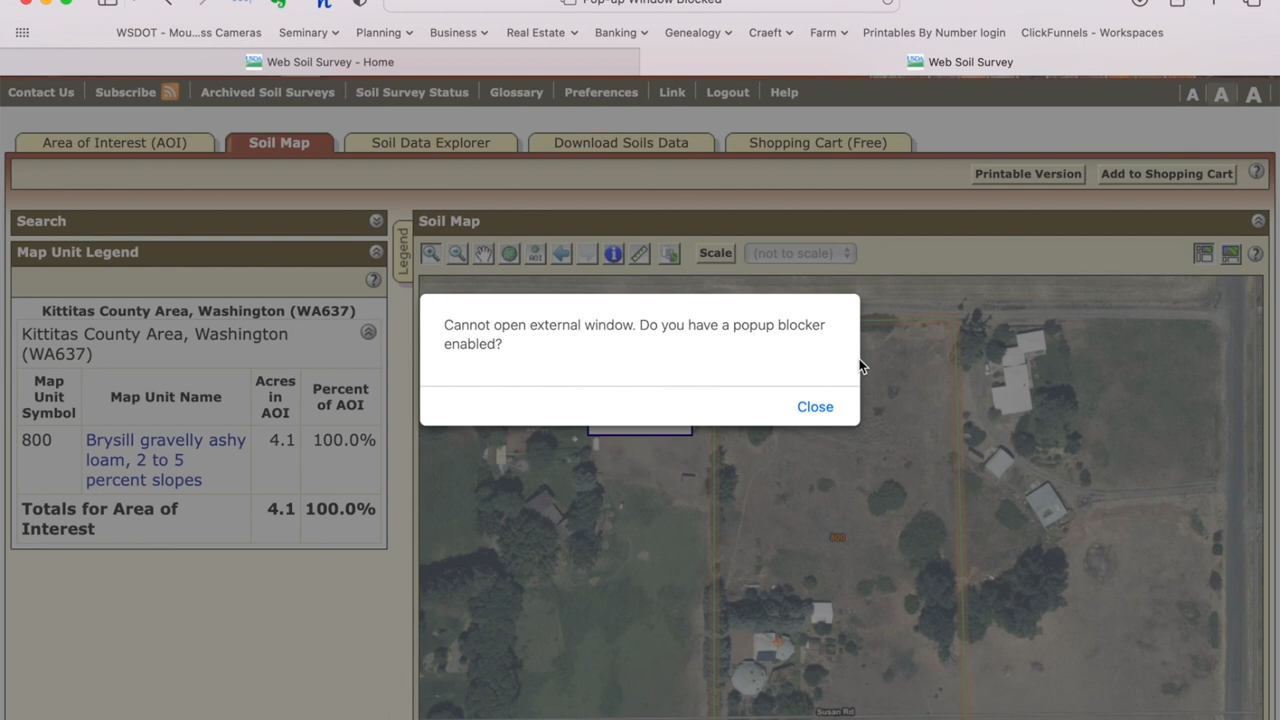 Pop-up Window Blocked
WSDOT - Mou...ss Cameras Seminary Planning Business Real Estate Banking Genealogy Craeft Farm Printables By Number login ClickFunnels - Workspaces
Web Soil Survey - Home Web Soil Survey
Contact Us Subscribe Archived Soil Surveys Soil Survey Status Glossary Preferences Link Logout Help A A A
Area of Interest (AOI) Soil Map Soil Data Explorer Download Soils Data Shopping Cart (Free)
Printable Version Add to Shopping Cart ?
Search
Map Unit Legend
?
Kittitas County Area, Washington (WA637)
Kittitas County Area, Washington
(WA637)
Map
Unit
Symbol
Map Unit Name
Acres
in
AOI
Percent
of AOI
800
Brysill gravelly ashy
loam, 2 to 5
percent slopes
4.1 100.0%
Totals for Area of
Interest
4.1 100.0%
Legend
Soil Map
AOI i Scale (not to scale) ?
Cannot open external window. Do you have a popup blocker
enabled?
Close
800
Susan Rd